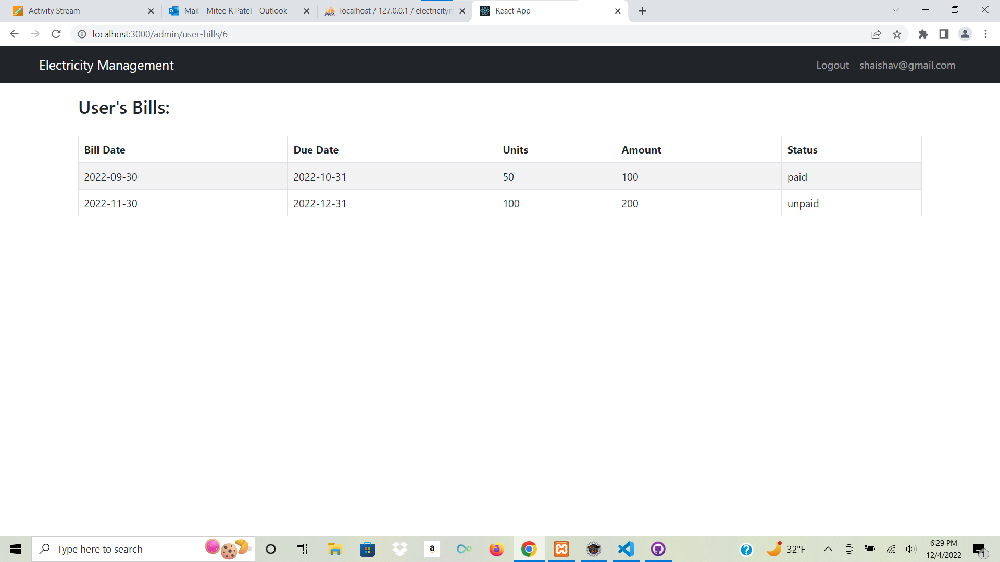 Activity Stream
Mail - Mitee R Patel - Outlook
PMA
localhost / 127.0.0.1 / electricitym
React App
localhost:3000/admin/user-bills/6
Electricity Management
Logout shaishav@gmail.com
User's Bills:
Bill Date Due Date Units Amount Status
2022-09-30 2022-10-31 50 100 paid
2022-11-30 2022-12-31 100 200 unpaid
Type here to search
a
32°F
6:29 PM
12/4/2022
1